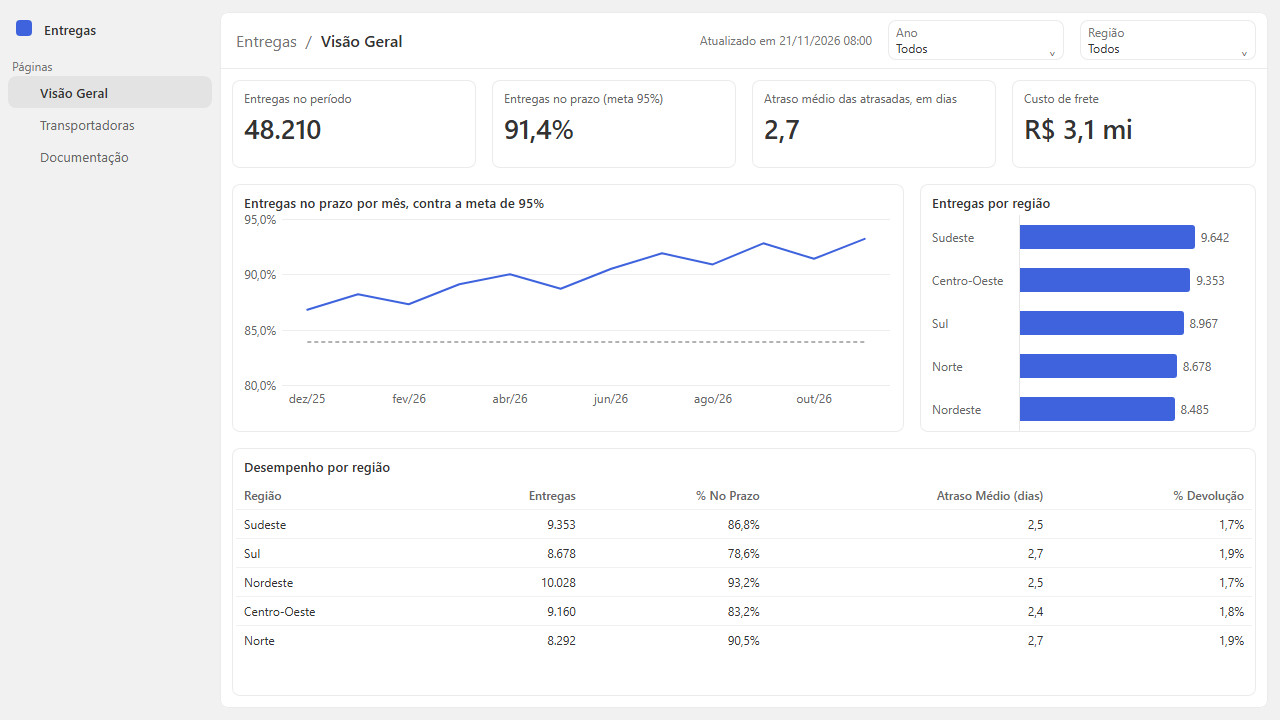 Entregas
Páginas
Visão Geral
Transportadoras
Documentação
Entregas / Visão Geral
Atualizado em 21/11/2026 08:00
Ano
Todos
Região
Todos
Entregas no período
48.210
Entregas no prazo (meta 95%)
91,4%
Atraso médio das atrasadas, em dias
2,7
Custo de frete
R$ 3,1 mi
Entregas no prazo por mês, contra a meta de 95%
95,0%
90,0%
85,0%
80,0%
dez/25 fev/26 abr/26 jun/26 ago/26 out/26
Entregas por região
Sudeste 9.642
Centro-Oeste 9.353
Sul 8.967
Norte 8.678
Nordeste 8.485
Desempenho por região
Região Entregas % No Prazo Atraso Médio (dias) % Devolução
Sudeste 9.353 86,8% 2,5 1,7%
Sul 8.678 78,6% 2,7 1,9%
Nordeste 10.028 93,2% 2,5 1,7%
Centro-Oeste 9.160 83,2% 2,4 1,8%
Norte 8.292 90,5% 2,7 1,9%